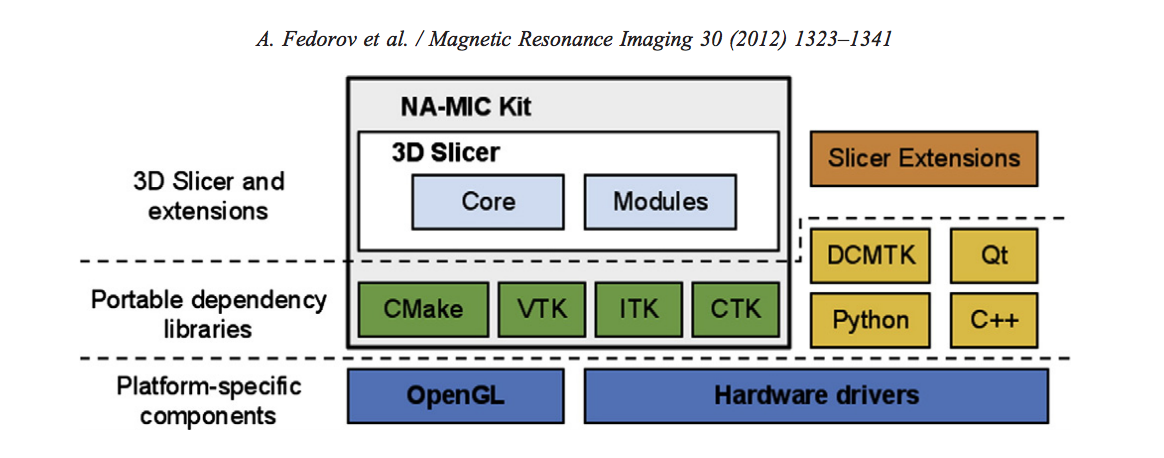 A. Fedorov et al. / Magnetic Resonance Imaging 30 (2012) 1323–1341
NA-MIC Kit
3D Slicer
Core
Modules
Slicer Extensions
3D Slicer and
extensions
DCMTK
Qt
Portable dependency
libraries
CMake
VTK
ITK
CTK
Python
C++
Platform-specific
components
OpenGL
Hardware drivers